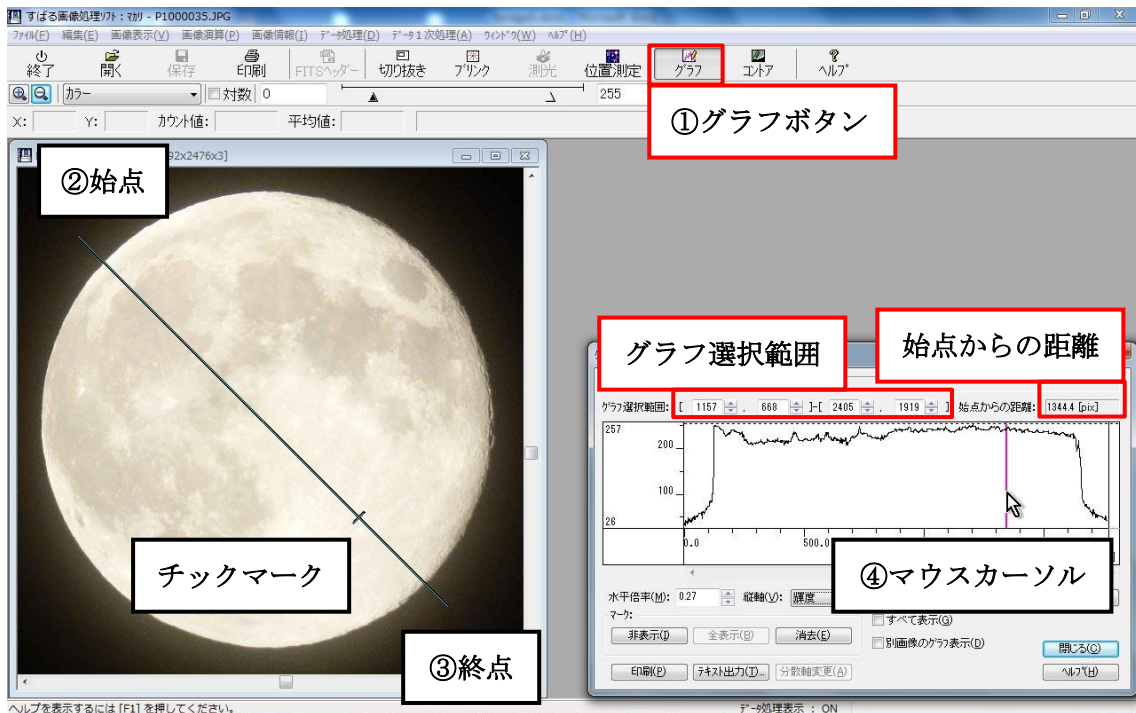 すばる画像処理ソフト：マカリ - P1000035.JPG
ファイル(F) 編集(E) 画像表示(V) 画像演算(P) 画像情報(I) データ処理(D) データ1次処理(A) ウィンドウ(W) ヘルプ(H)
終了 開く 保存 印刷 FITSヘッダー 切り抜き ブリンク 測光 位置測定 グラフ コントア ヘルプ
カラー 対数 0 255
X: Y: カウント値: 平均値:
①グラフボタン
92x2476x3]
②始点
チックマーク
③終点
グラフ選択範囲
始点からの距離
グラフ選択範囲: [ 1157 , 668 ]-[ 2405 , 1919 ] 始点からの距離: 1344.4 [pix]
257
200
100
26
0.0 500.0
④マウスカーソル
水平倍率(M): 0.27 縦軸(V): 輝度
マーク:
非表示(I) 全表示(B) 消去(E)
すべて表示(G)
別画像のグラフ表示(D)
閉じる(C)
印刷(P) テキスト出力(T)... 分散軸変更(A) ヘルプ(H)
ヘルプを表示するには [F1] を押してください。 データ処理表示 : ON